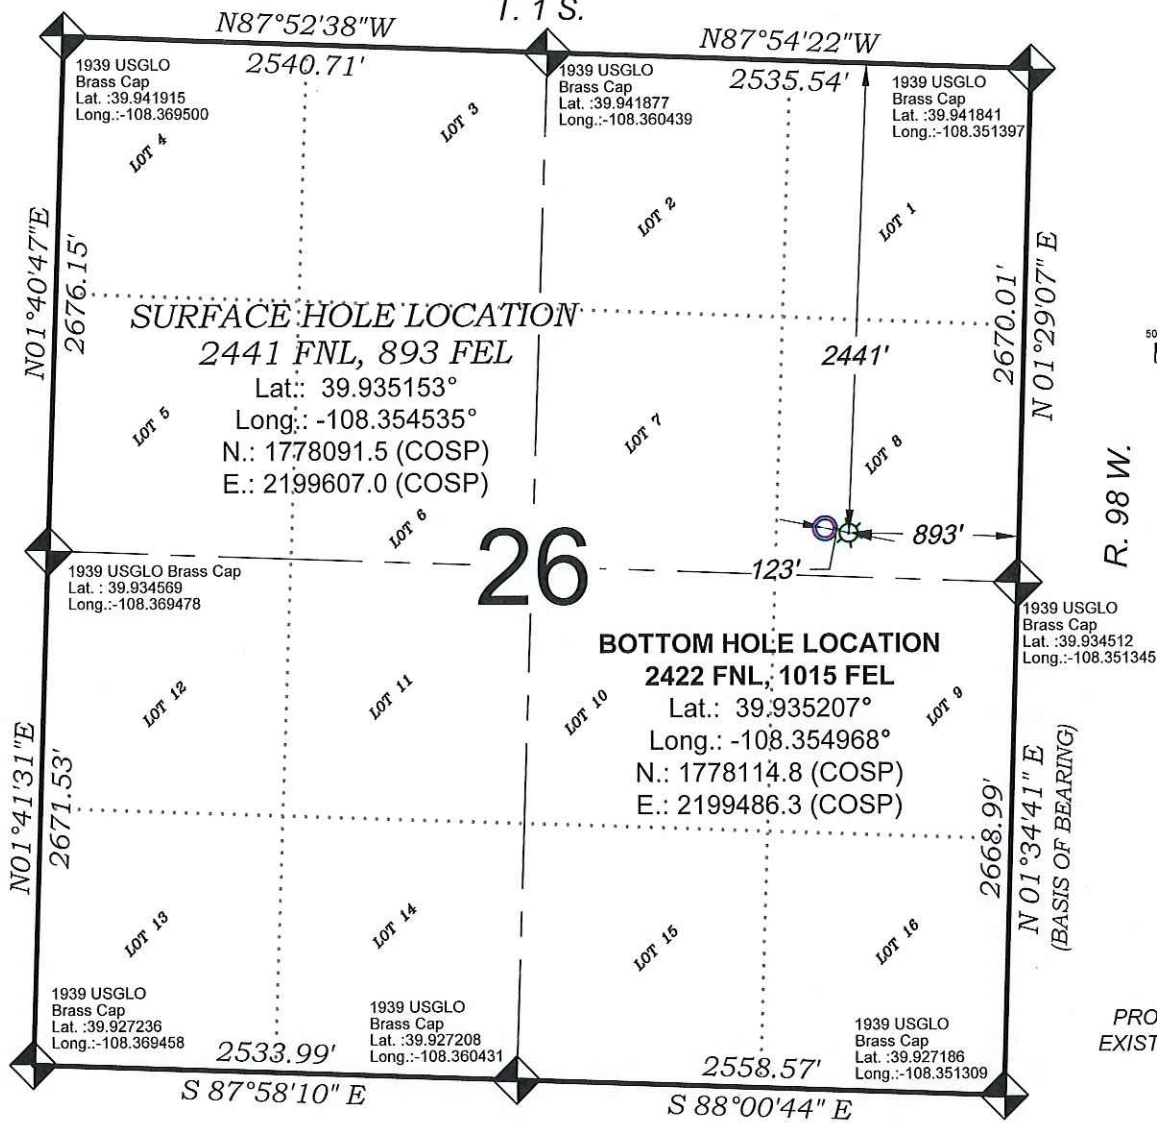 T. 1 S.
N87°52'38"W
2540.71'
N87°54'22"W
2535.54'
1939 USGLO
Brass Cap
Lat. :39.941915
Long.:-108.369500
1939 USGLO
Brass Cap
Lat. :39.941877
Long.:-108.360439
1939 USGLO
Brass Cap
Lat. :39.941841
Long.:-108.351397
LOT 4
LOT 3
LOT 2
LOT 1
N01°40'47"E
2676.15'
SURFACE HOLE LOCATION
2441 FNL, 893 FEL
Lat.: 39.935153°
Long.: -108.354535°
N.: 1778091.5 (COSP)
E.: 2199607.0 (COSP)
2441'
2670.01'
N 01°29'07" E
50
LOT 5
LOT 6
LOT 7
LOT 8
R. 98 W.
26
893'
123'
1939 USGLO Brass Cap
Lat. : 39.934569
Long.:-108.369478
1939 USGLO
Brass Cap
Lat. :39.934512
Long.:-108.351345
BOTTOM HOLE LOCATION
2422 FNL, 1015 FEL
Lat.: 39.935207°
Long.: -108.354968°
N.: 1778114.8 (COSP)
E.: 2199486.3 (COSP)
LOT 12
LOT 11
LOT 10
LOT 9
N01°41'31"E
2671.53'
2668.99'
N 01°34'41" E
(BASIS OF BEARING)
LOT 13
LOT 14
LOT 15
LOT 16
1939 USGLO
Brass Cap
Lat. :39.927236
Long.:-108.369458
1939 USGLO
Brass Cap
Lat. :39.927208
Long.:-108.360431
1939 USGLO
Brass Cap
Lat. :39.927186
Long.:-108.351309
PRO
EXIST
2533.99'
S 87°58'10" E
2558.57'
S 88°00'44" E